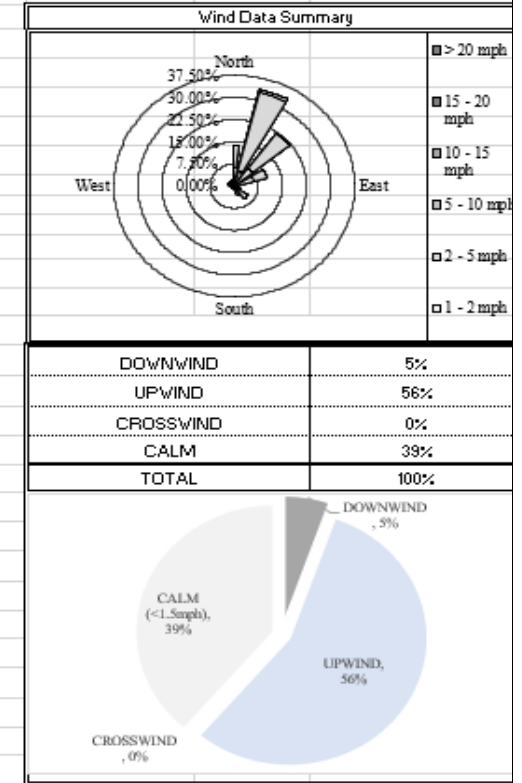 Wind Data Summary
North
37.50%
30.00%
22.50%
15.00%
7.50%
0.00%
West
East
South
> 20 mph
15 - 20
mph
10 - 15
mph
5 - 10 mph
2 - 5 mph
1 - 2 mph
DOWNWIND 5%
UPWIND 56%
CROSSWIND 0%
CALM 39%
TOTAL 100%
DOWNWIND
, 5%
CALM
(<1.5mph),
39%
UPWIND,
56%
CROSSWIND
, 0%